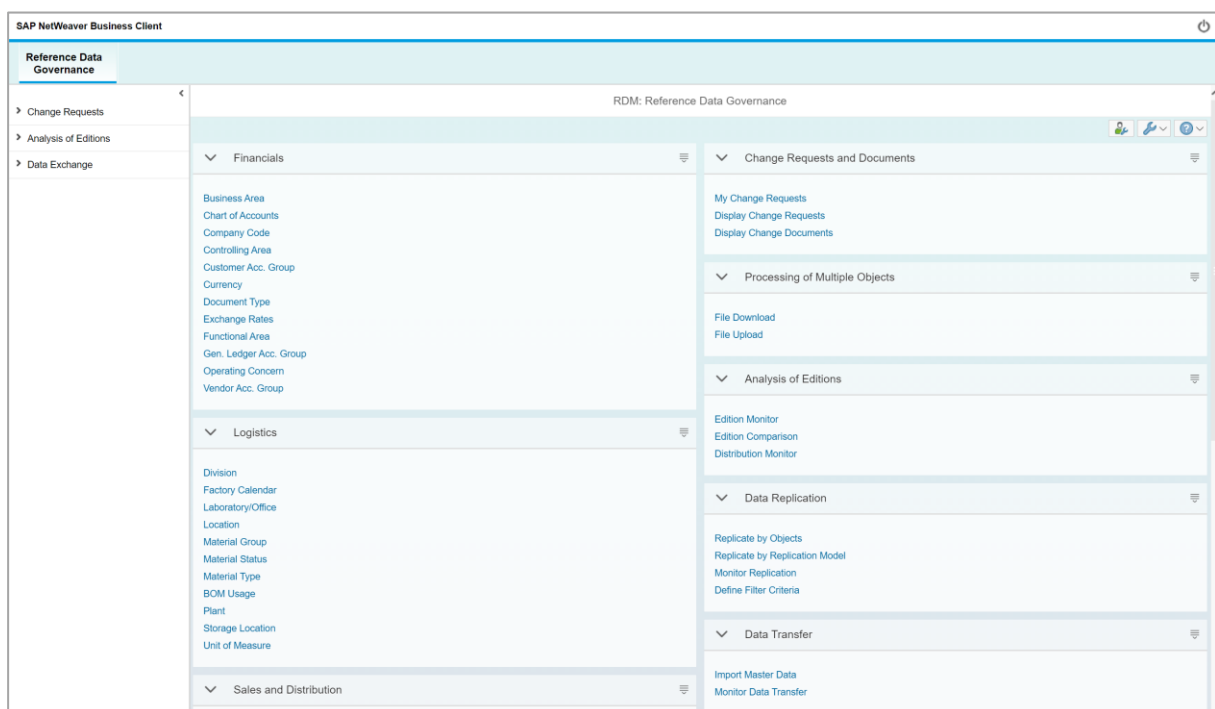 SAP NetWeaver Business Client
Reference Data
Governance
Change Requests
Analysis of Editions
Data Exchange
RDM: Reference Data Governance
Financials
Business Area
Chart of Accounts
Company Code
Controlling Area
Customer Acc. Group
Currency
Document Type
Exchange Rates
Functional Area
Gen. Ledger Acc. Group
Operating Concern
Vendor Acc. Group
Logistics
Division
Factory Calendar
Laboratory/Office
Location
Material Group
Material Status
Material Type
BOM Usage
Plant
Storage Location
Unit of Measure
Sales and Distribution
Change Requests and Documents
My Change Requests
Display Change Requests
Display Change Documents
Processing of Multiple Objects
File Download
File Upload
Analysis of Editions
Edition Monitor
Edition Comparison
Distribution Monitor
Data Replication
Replicate by Objects
Replicate by Replication Model
Monitor Replication
Define Filter Criteria
Data Transfer
Import Master Data
Monitor Data Transfer